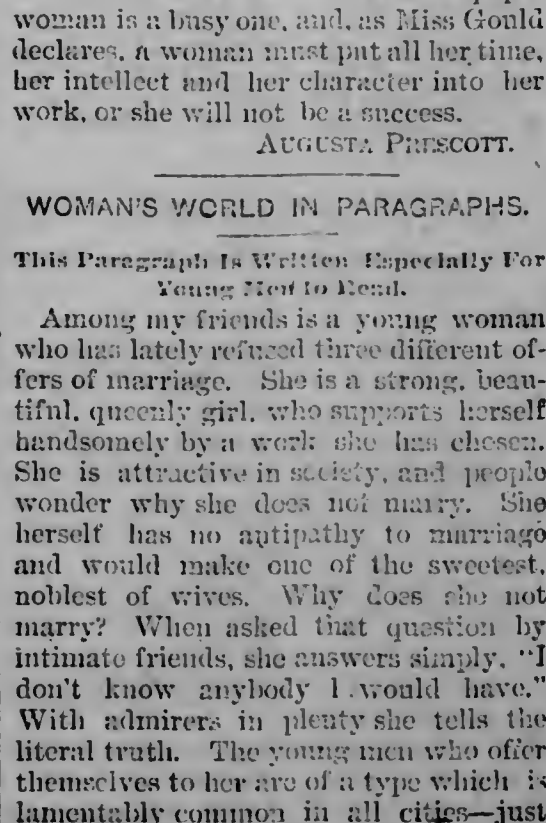 woman is a busy one, and, as Miss Gould
declares, a woman must put all her time,
her intellect and her character into her
work, or she will not be a success.
AUGUSTA PRESCOTT.
WOMAN'S WORLD IN PARAGRAPHS.
This Paragraph Is Written Especially For
Young Men to Read.
Among my friends is a young woman
who has lately refused three different of-
fers of marriage. She is a strong, beau-
tiful, queenly girl, who supports herself
handsomely by a work she has chosen.
She is attractive in society, and people
wonder why she does not marry. She
herself has no antipathy to marriage
and would make one of the sweetest,
noblest of wives. Why does she not
marry? When asked that question by
intimate friends, she answers simply, "I
don't know anybody I would have."
With admirers in plenty she tells the
literal truth. The young men who offer
themselves to her are of a type which is
lamentably common in all cities—just